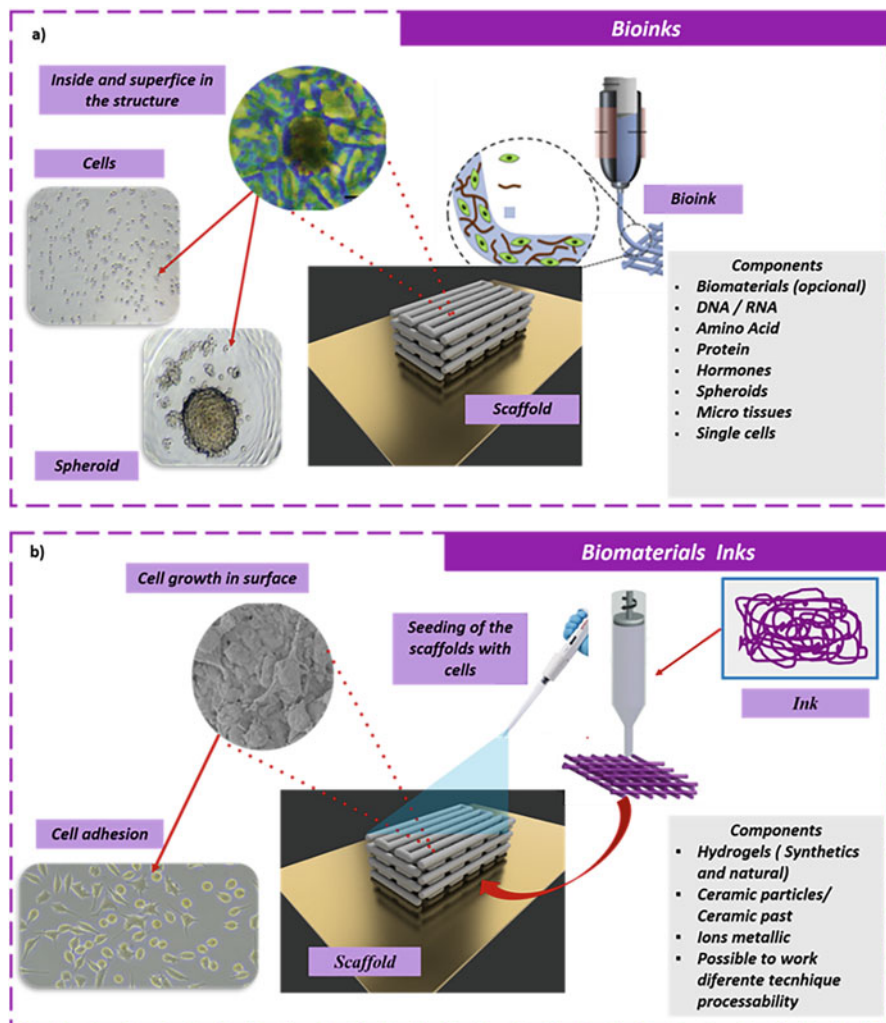 a)
Bioinks
Inside and superfice in
the structure
Cells
Bioink
Components
▪ Biomaterials (opcional)
▪ DNA / RNA
▪ Amino Acid
▪ Protein
▪ Hormones
▪ Spheroids
▪ Micro tissues
▪ Single cells
Scaffold
Spheroid
b)
Biomaterials Inks
Cell growth in surface
Seeding of the
scaffolds with
cells
Ink
Cell adhesion
Components
▪ Hydrogels ( Synthetics
and natural)
▪ Ceramic particles/
Ceramic past
▪ Ions metallic
▪ Possible to work
diferente tecnhique
processability
Scaffold